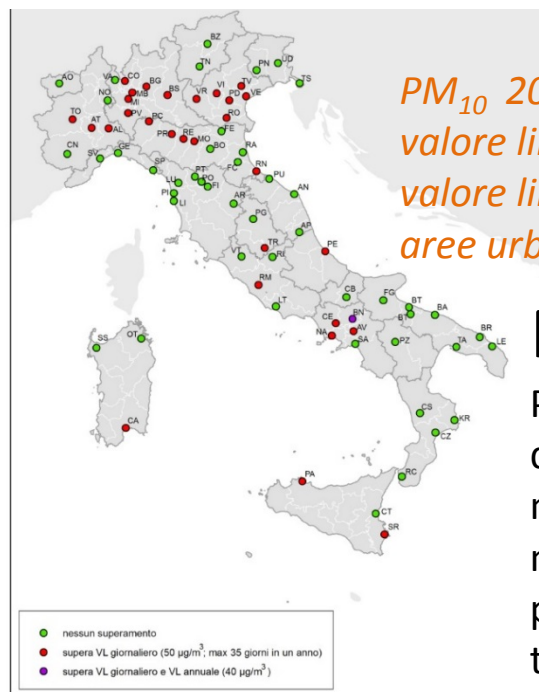 BZ
TN
PN
UD
TS
AO
VA
CO
BG
MB
MI
NO
BS
VR
VI
TV
PD
VE
RO
TO
AT
AL
PV
PC
PR
RE
MO
FE
BO
RA
FC
RN
PU
AN
CN
SV
GE
SP
LU
PT
PO
FI
PI
LI
AR
PG
AP
PE
TR
RI
VT
RM
LT
CB
FG
BT
BT
BA
BR
LE
TA
CE
BN
AV
NA
SA
PZ
CS
KR
CZ
RC
SS
OT
CA
PA
CT
SR
nessun superamento
supera VL giornaliero (50 µg/m³; max 35 giorni in un anno)
supera VL giornaliero e VL annuale (40 µg/m³)
PM₁₀ 20
valore li
valore li
aree urb